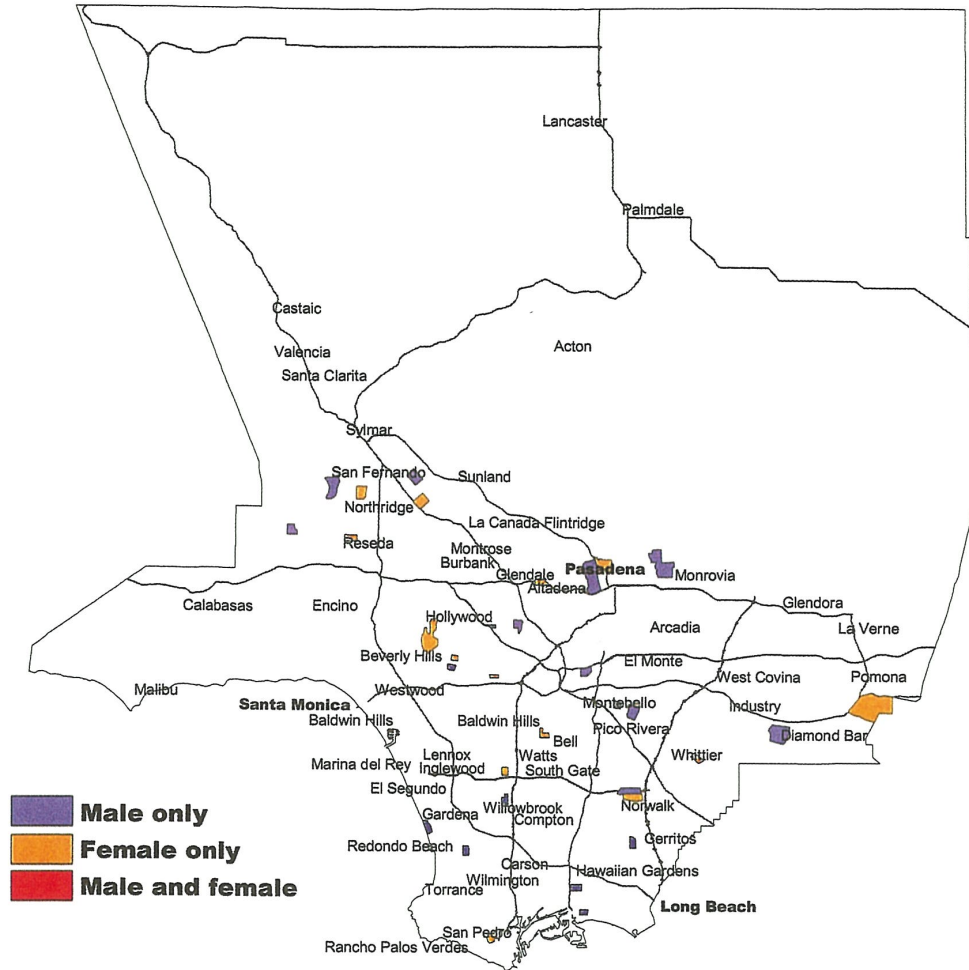 Lancaster
Palmdale
Castaic
Acton
Valencia
Santa Clarita
Sylmar
San Fernando
Sunland
Northridge
La Canada Flintridge
Reseda
Montrose
Burbank
Glendale
Pasadena
Monrovia
Altadena
Calabasas
Encino
Hollywood
Glendora
Arcadia
La Verne
Beverly Hills
El Monte
West Covina
Pomona
Malibu
Westwood
Santa Monica
Montebello
Industry
Baldwin Hills
Baldwin Hills
Pico Rivera
Diamond Bar
Bell
Lennox
Watts
Whittier
Marina del Rey
Inglewood
South Gate
El Segundo
Male only
Gardena
Willowbrook
Norwalk
Compton
Female only
Redondo Beach
Cerritos
Carson
Hawaiian Gardens
Male and female
Torrance
Wilmington
Long Beach
San Pedro
Rancho Palos Verdes